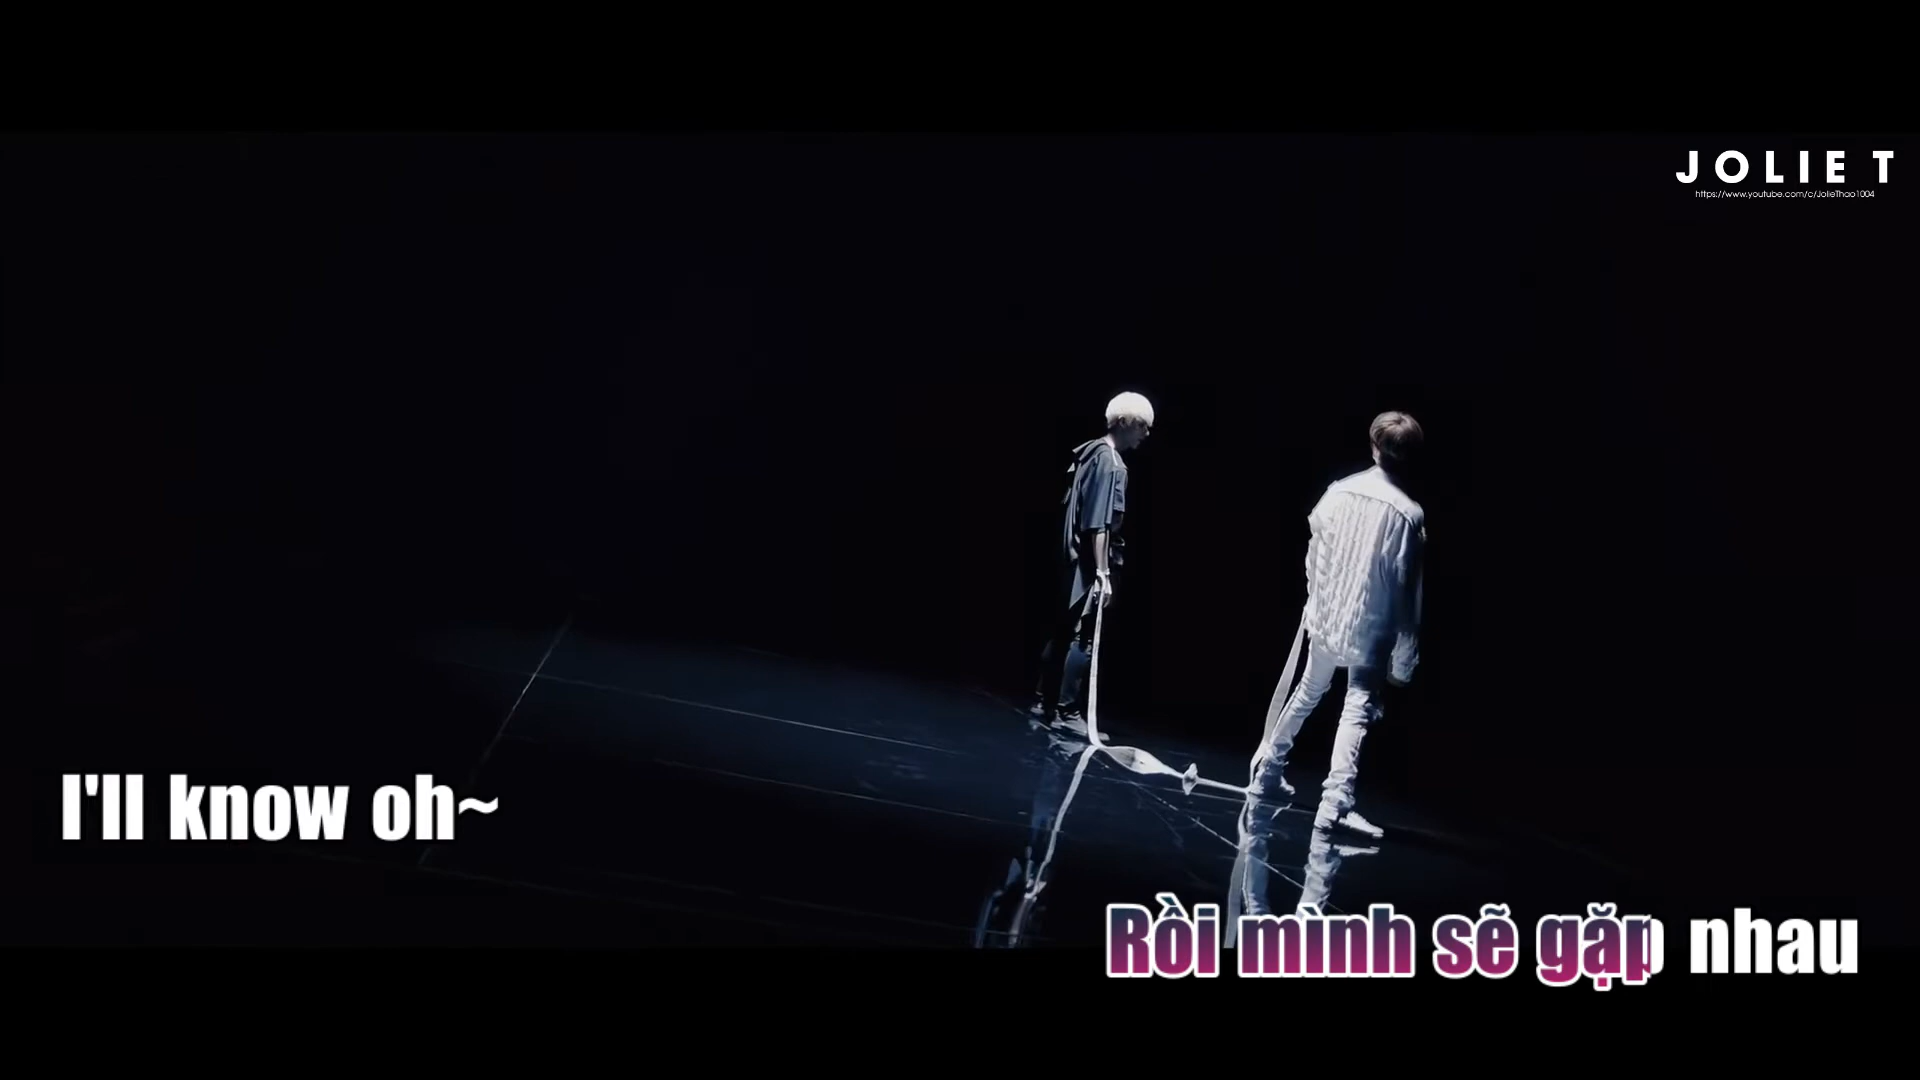 JOLIE T
https://www.youtube.com/c/JolieThao1004
I'll know oh~
Rồi mình sẽ gặp nhau